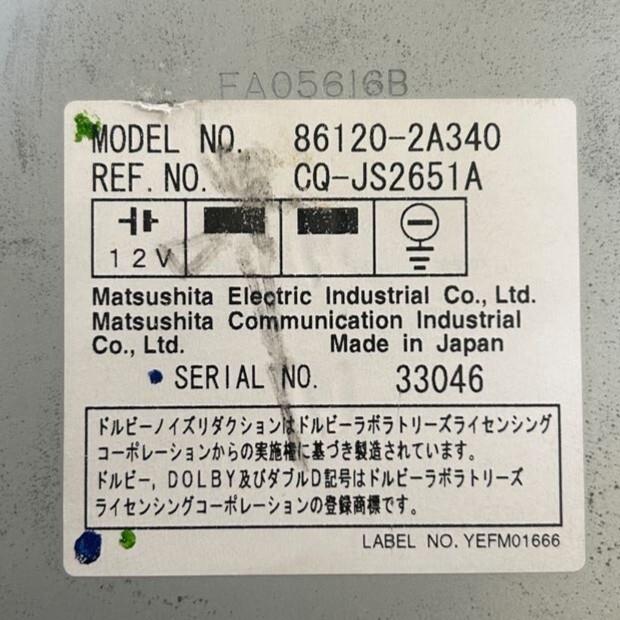 FA05616B
MODEL NO. 86120-2A340
REF. NO. CQ-JS2651A
12V
Matsushita Electric Industrial Co., Ltd.
Matsushita Communication Industrial
Co., Ltd. Made in Japan
SERIAL NO. 33046
ドルビーノイズリダクションはドルビーラボラトリーズライセンシング
コーポレーションからの実施権に基づき製造されています。
ドルビー, DOLBY及びダブルD記号はドルビーラボラトリーズ
ライセンシングコーポレーションの登録商標です。
LABEL NO. YEFM01666